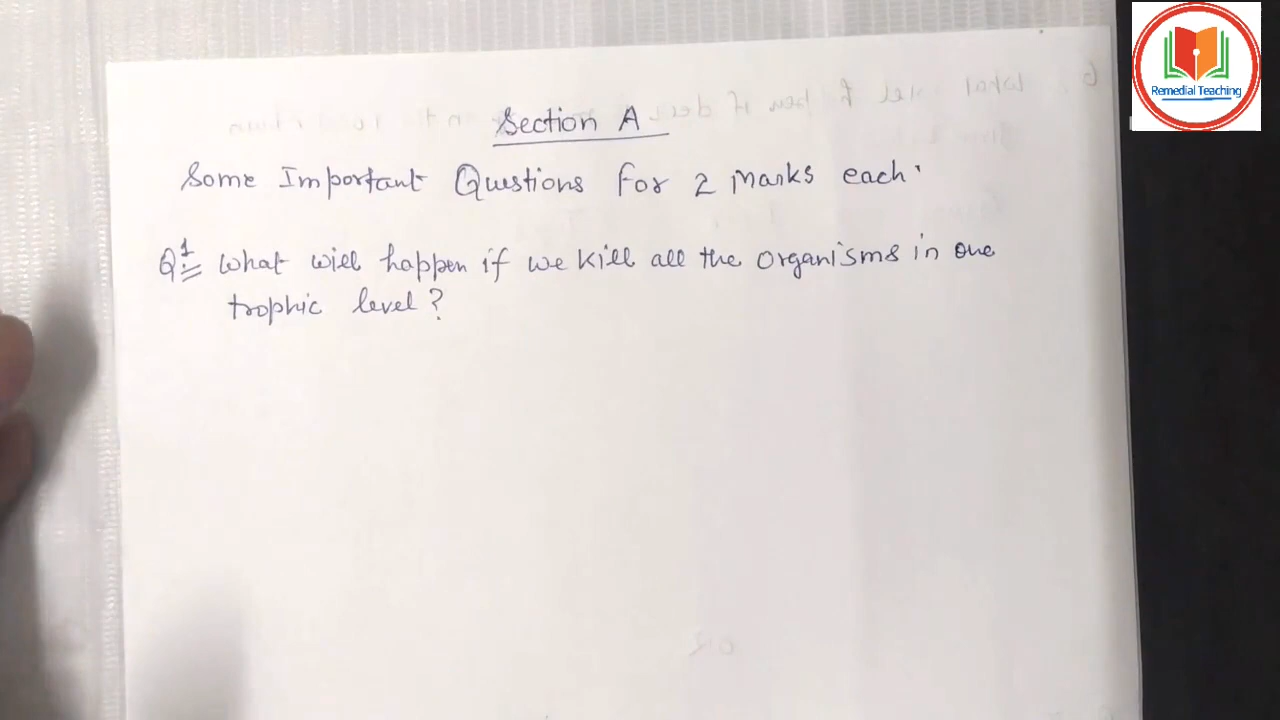 Remedial Teaching
Section A
Some Important Questions for 2 Marks each.
Q1. What will happen if we kill all the organisms in one
trophic level?